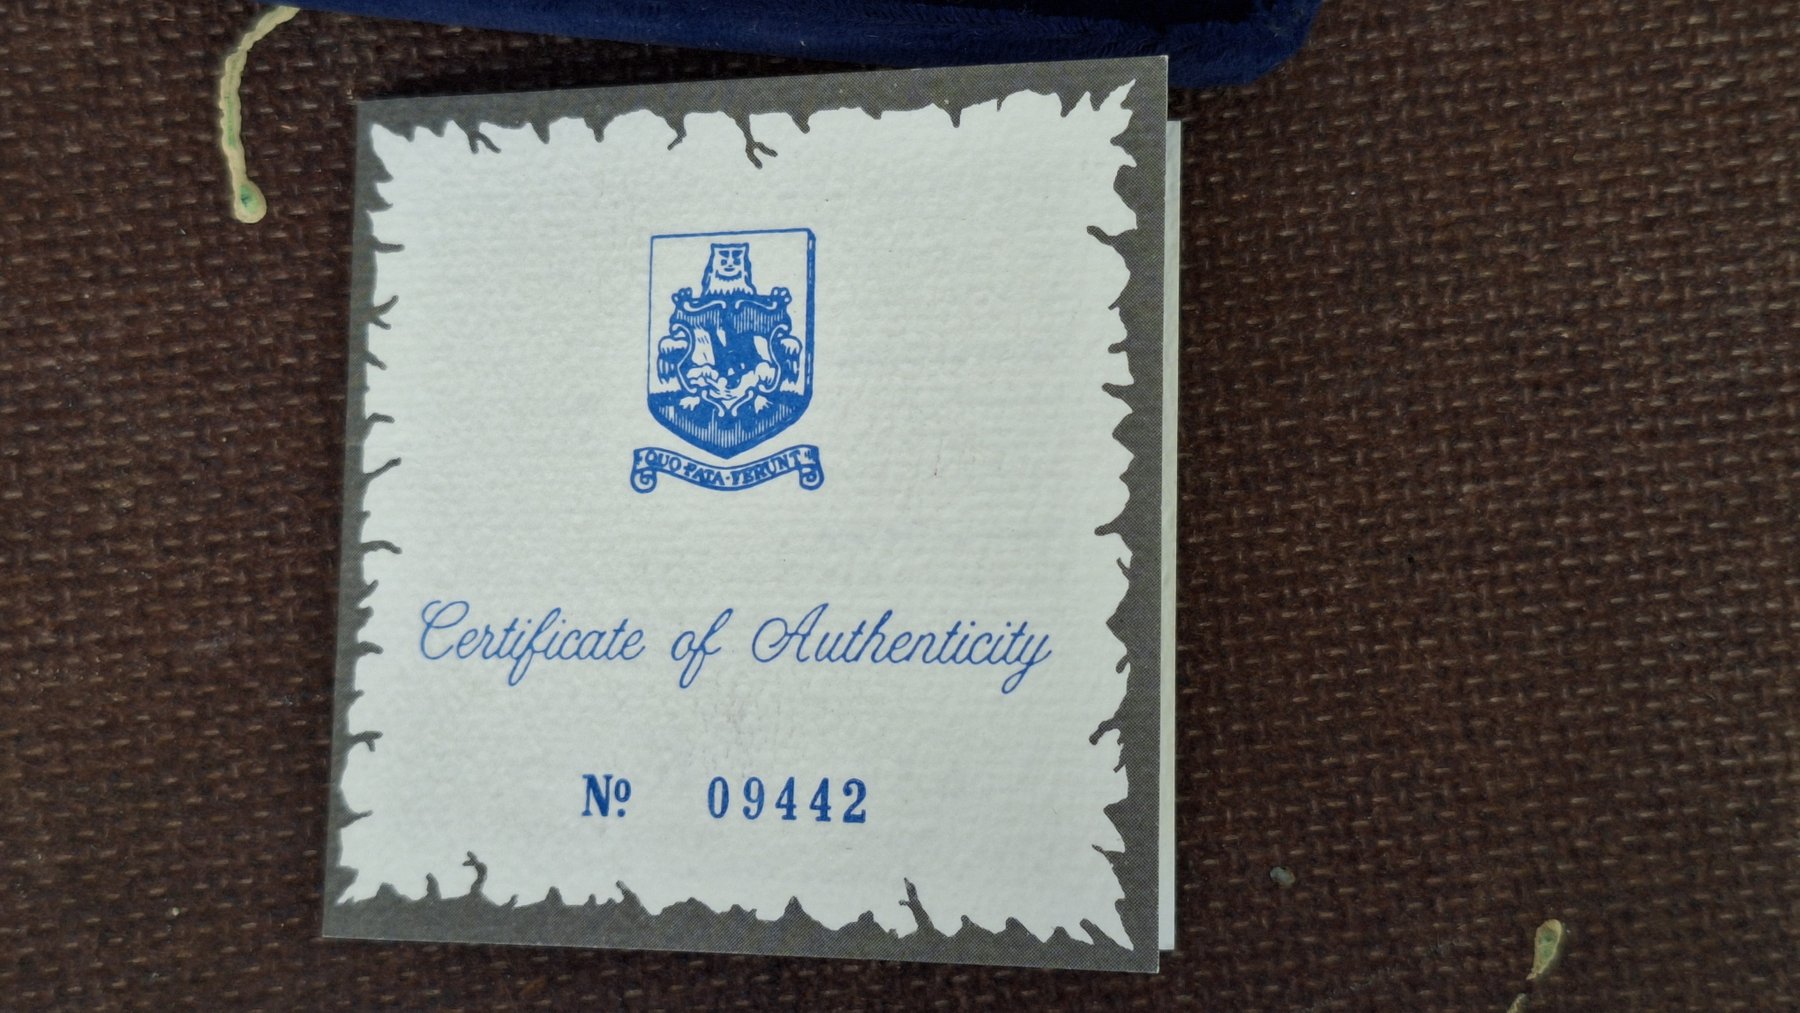 QUO · FATA · FERUNT
Certificate of Authenticity
Nº 09442